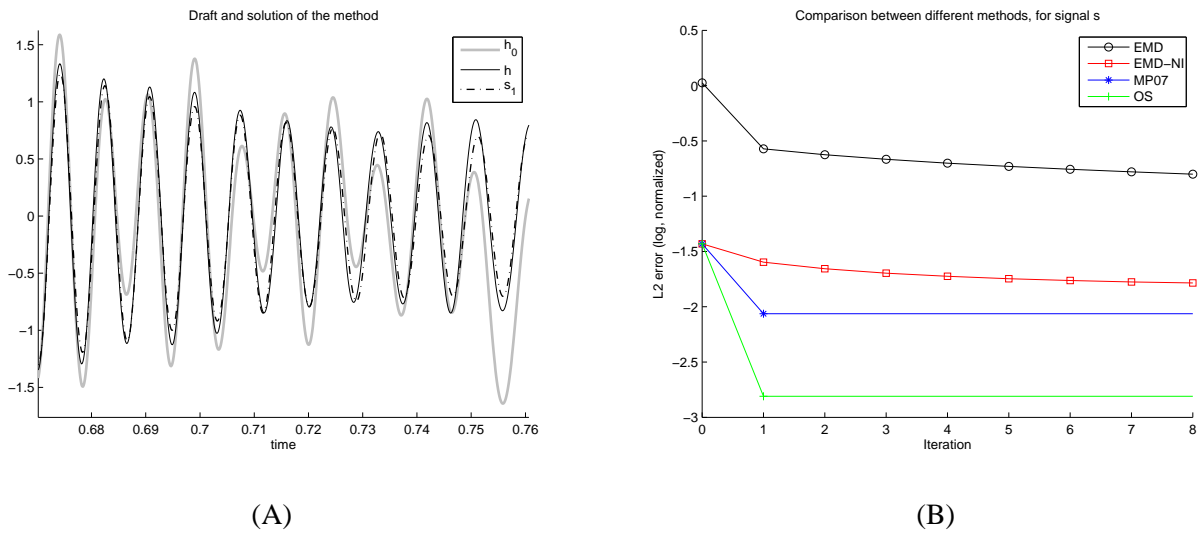 Draft and solution of the method
1.5
1
0.5
0
−0.5
−1
−1.5
0.68
0.69
0.7
0.71
0.72
0.73
0.74
0.75
0.76
time
h0
h
s1
(A)
Comparison between different methods, for signal s
0.5
0
−0.5
−1
−1.5
−2
−2.5
−3
L2 error (log, normalized)
0
1
2
3
4
5
6
7
8
Iteration
EMD
EMD−NI
MP07
OS
(B)